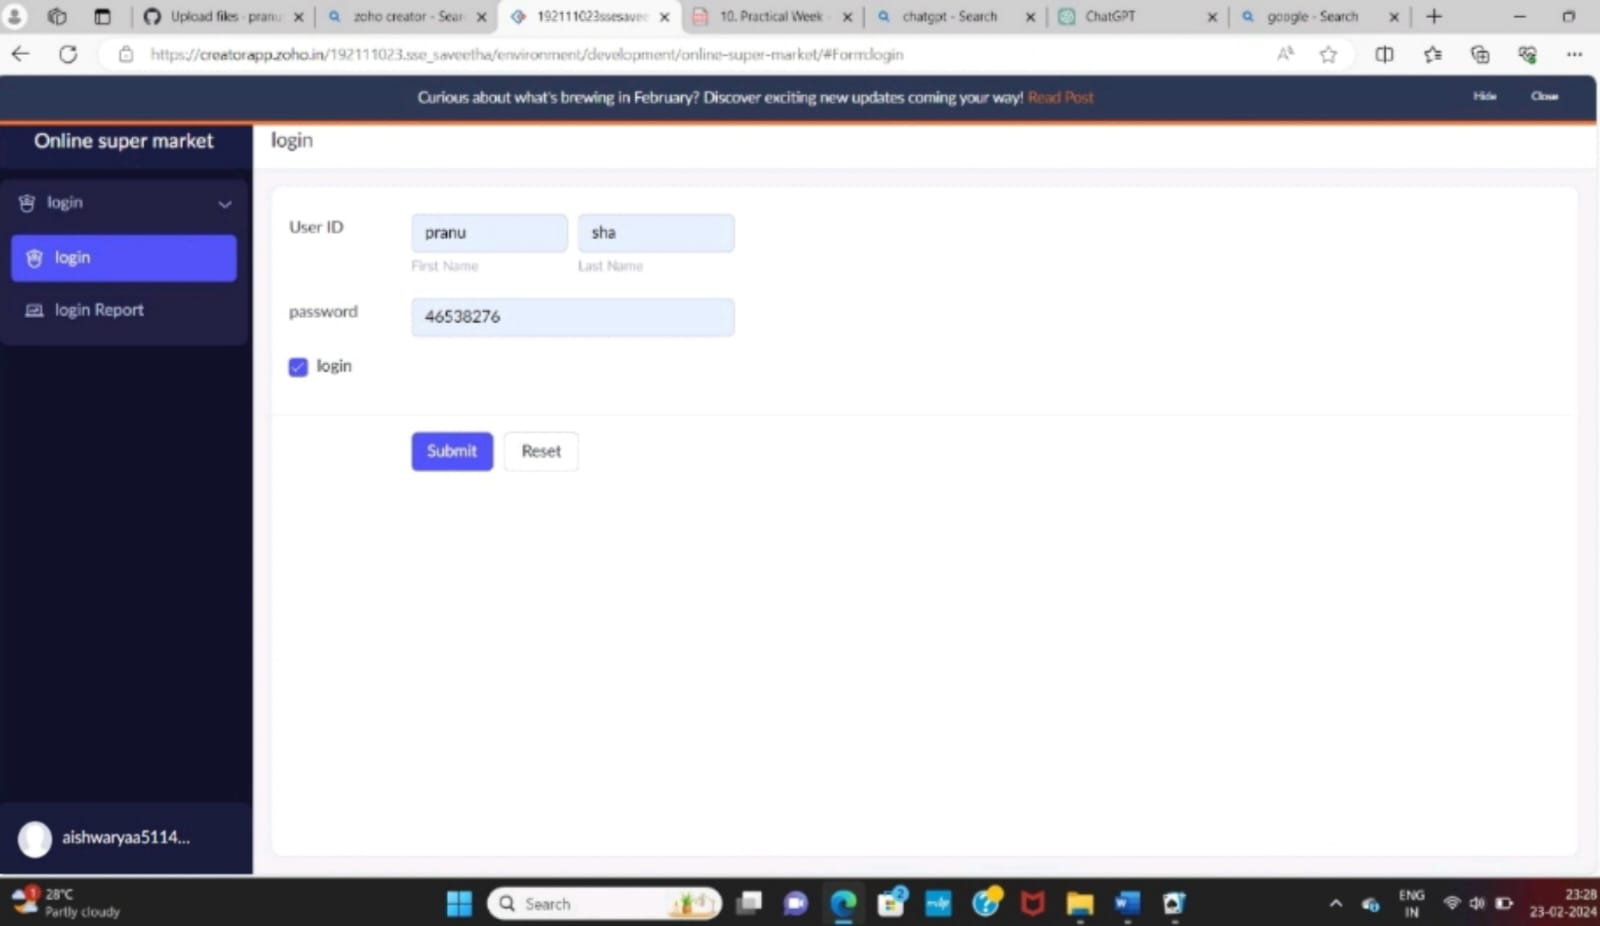 Upload files - pranu
zoho creator - Sear
192111023ssesavee
10. Practical Week
chatgpt - Search
ChatGPT
google - Search
https://creatorapp.zoho.in/192111023.sse_saveetha/environment/development/online-super-market/#Form:login
Curious about what's brewing in February? Discover exciting new updates coming your way! Read Post
Hide
Close
Online super market
login
login
login
login Report
User ID
pranu
sha
First Name
Last Name
password
46538276
login
Submit
Reset
aishwaryaa5114...
1
28°C
Partly cloudy
Search
2
ENG
IN
23:28
23-02-2024